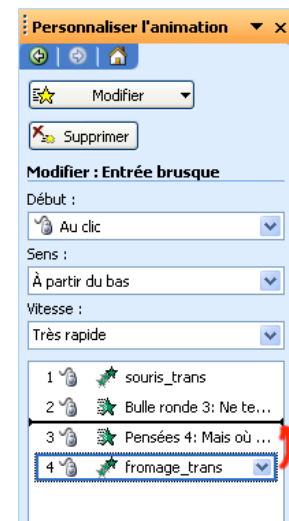 Personnaliser l'animation
Modifier
Supprimer
Modifier : Entrée brusque
Début :
Au clic
Sens :
À partir du bas
Vitesse :
Très rapide
1 souris_trans
2 Bulle ronde 3: Ne te...
3 Pensées 4: Mais où ...
4 fromage_trans